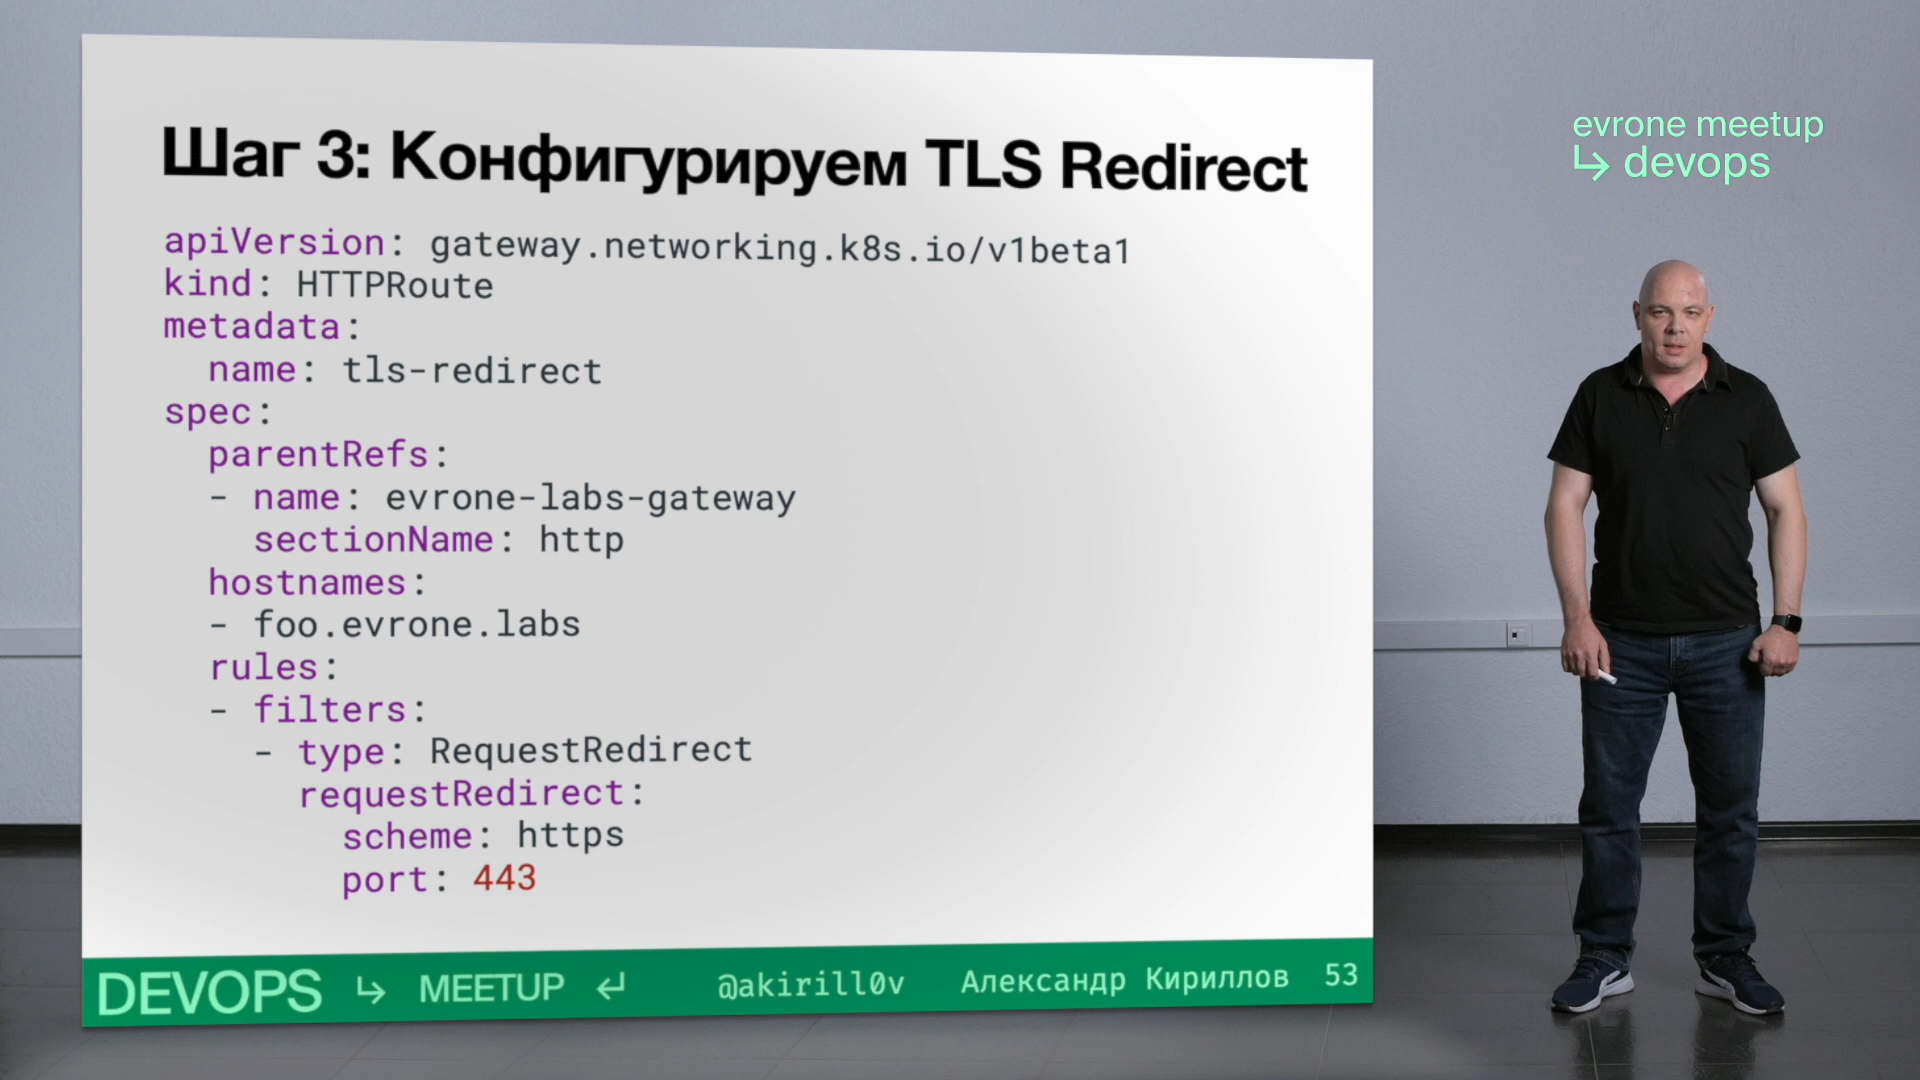 Шаг 3: Конфигурируем TLS Redirect
apiVersion: gateway.networking.k8s.io/v1beta1
kind: HTTPRoute
metadata:
  name: tls-redirect
spec:
  parentRefs:
  - name: evrone-labs-gateway
    sectionName: http
  hostnames:
  - foo.evrone.labs
  rules:
  - filters:
    - type: RequestRedirect
      requestRedirect:
        scheme: https
        port: 443
DEVOPS ↳ MEETUP ↲ @akirill0v Александр Кириллов 53
evrone meetup
↳ devops